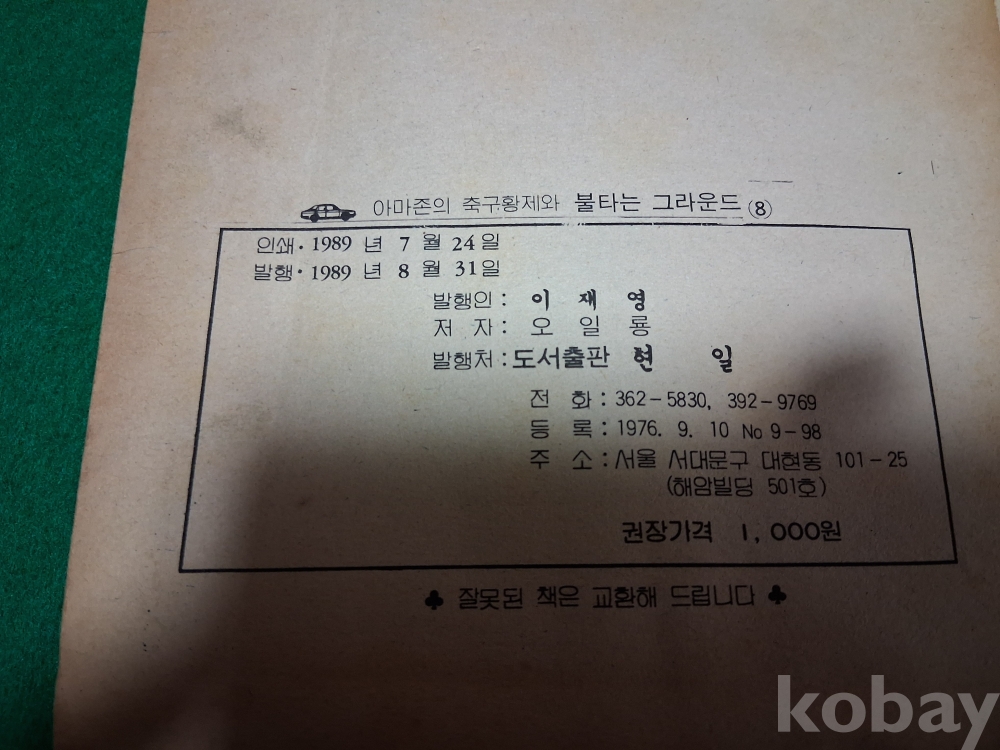 아마존의 축구황제와 불타는 그라운드 ⑧
인쇄·1989 년 7 월 24 일
발행·1989 년 8 월 31 일
발행인 : 이 재 영
저 자 : 오 일 룡
발행처 : 도서출판 현 일
전 화 : 362-5830, 392-9769
등 록 : 1976. 9. 10 No 9-98
주 소 : 서울 서대문구 대현동 101-25
(해암빌딩 501호)
권장가격 1,000원
♣ 잘못된 책은 교환해 드립니다 ♣
kobay